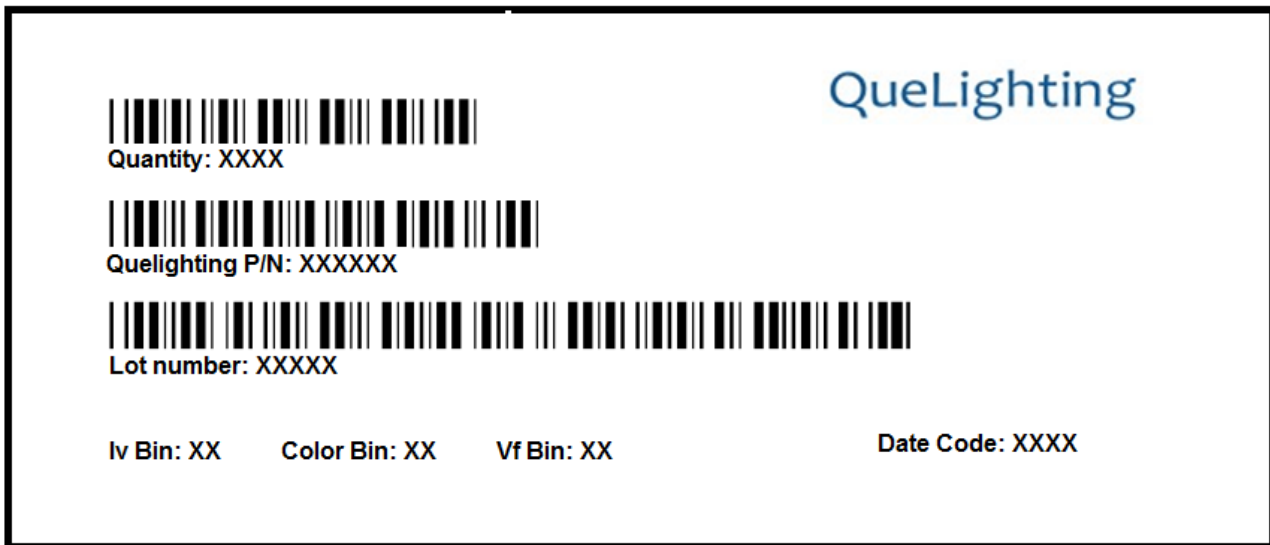 QueLighting
Quantity: XXXX
Quelighting P/N: XXXXXX
Lot number: XXXXX
Iv Bin: XX Color Bin: XX Vf Bin: XX Date Code: XXXX